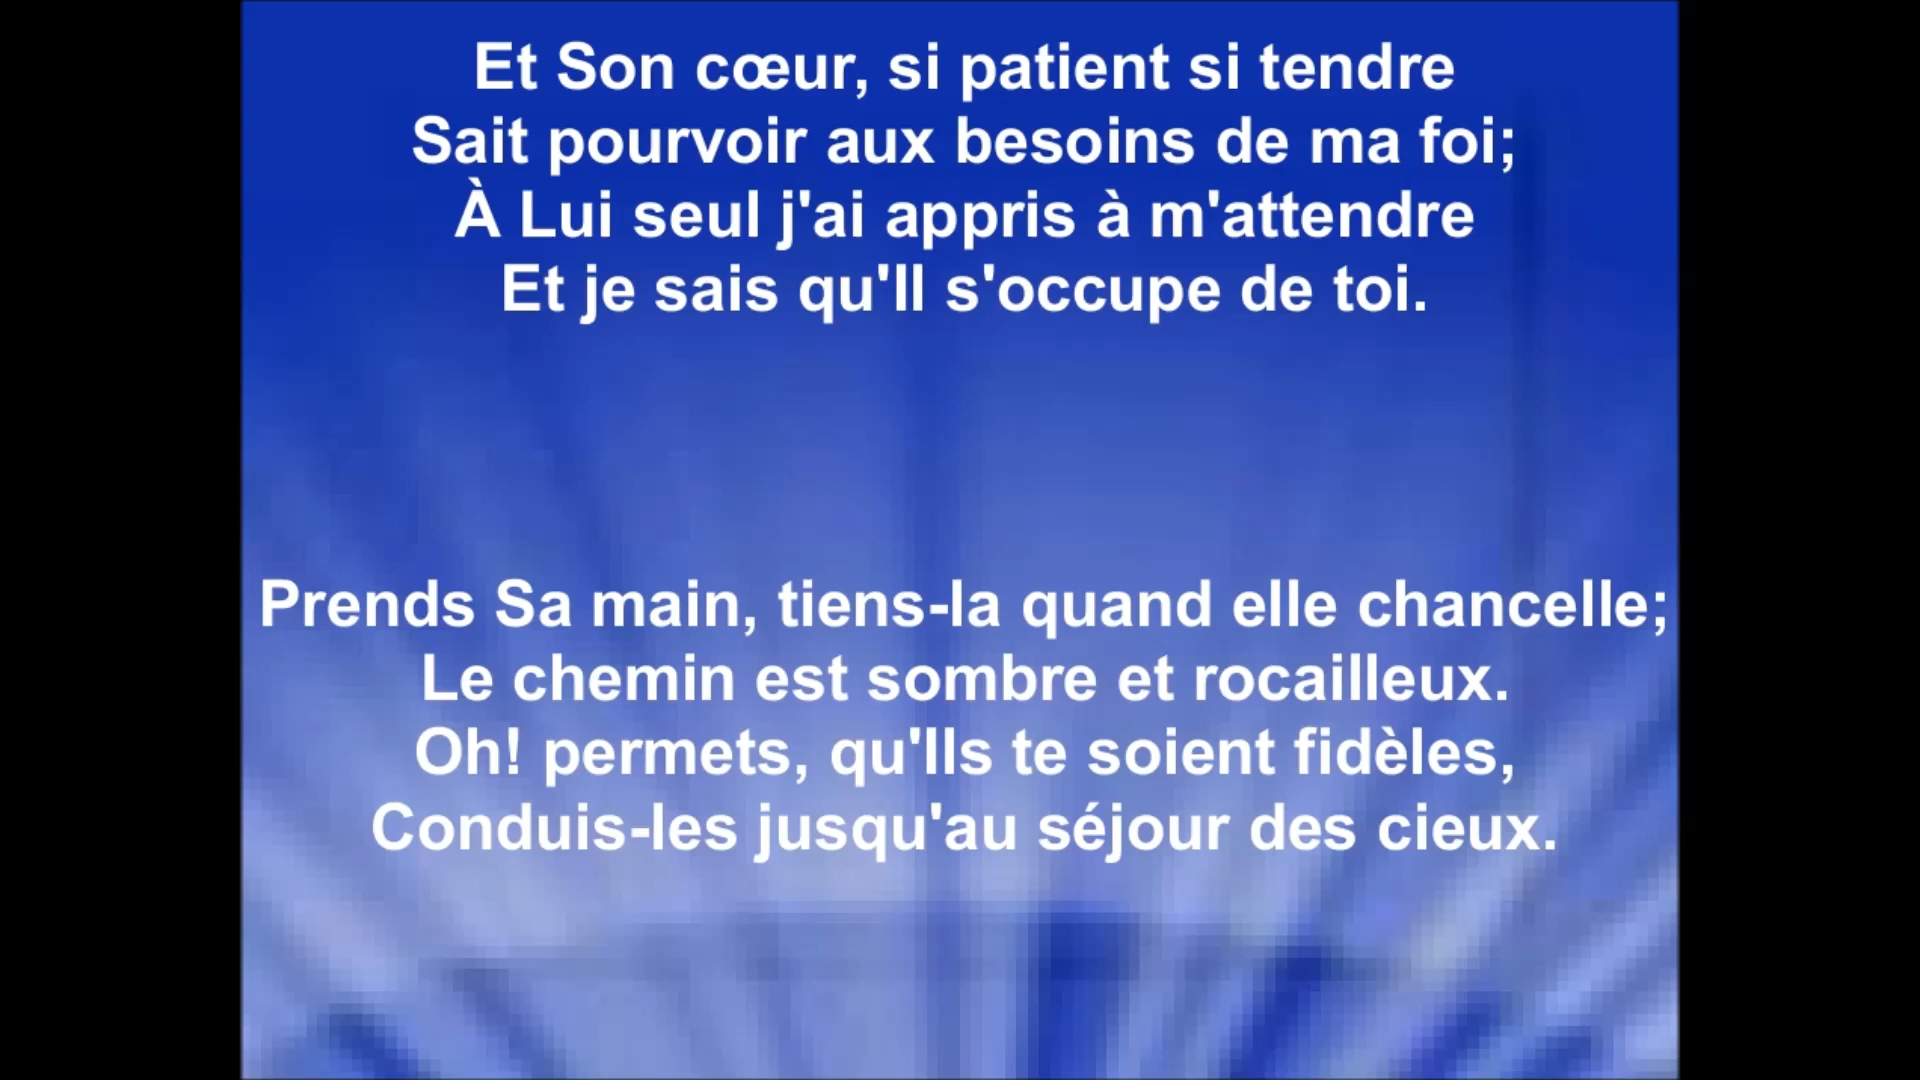 Et Son cœur, si patient si tendre
Sait pourvoir aux besoins de ma foi;
À Lui seul j'ai appris à m'attendre
Et je sais qu'Il s'occupe de toi.
Prends Sa main, tiens-la quand elle chancelle;
Le chemin est sombre et rocailleux.
Oh! permets, qu'Ils te soient fidèles,
Conduis-les jusqu'au séjour des cieux.